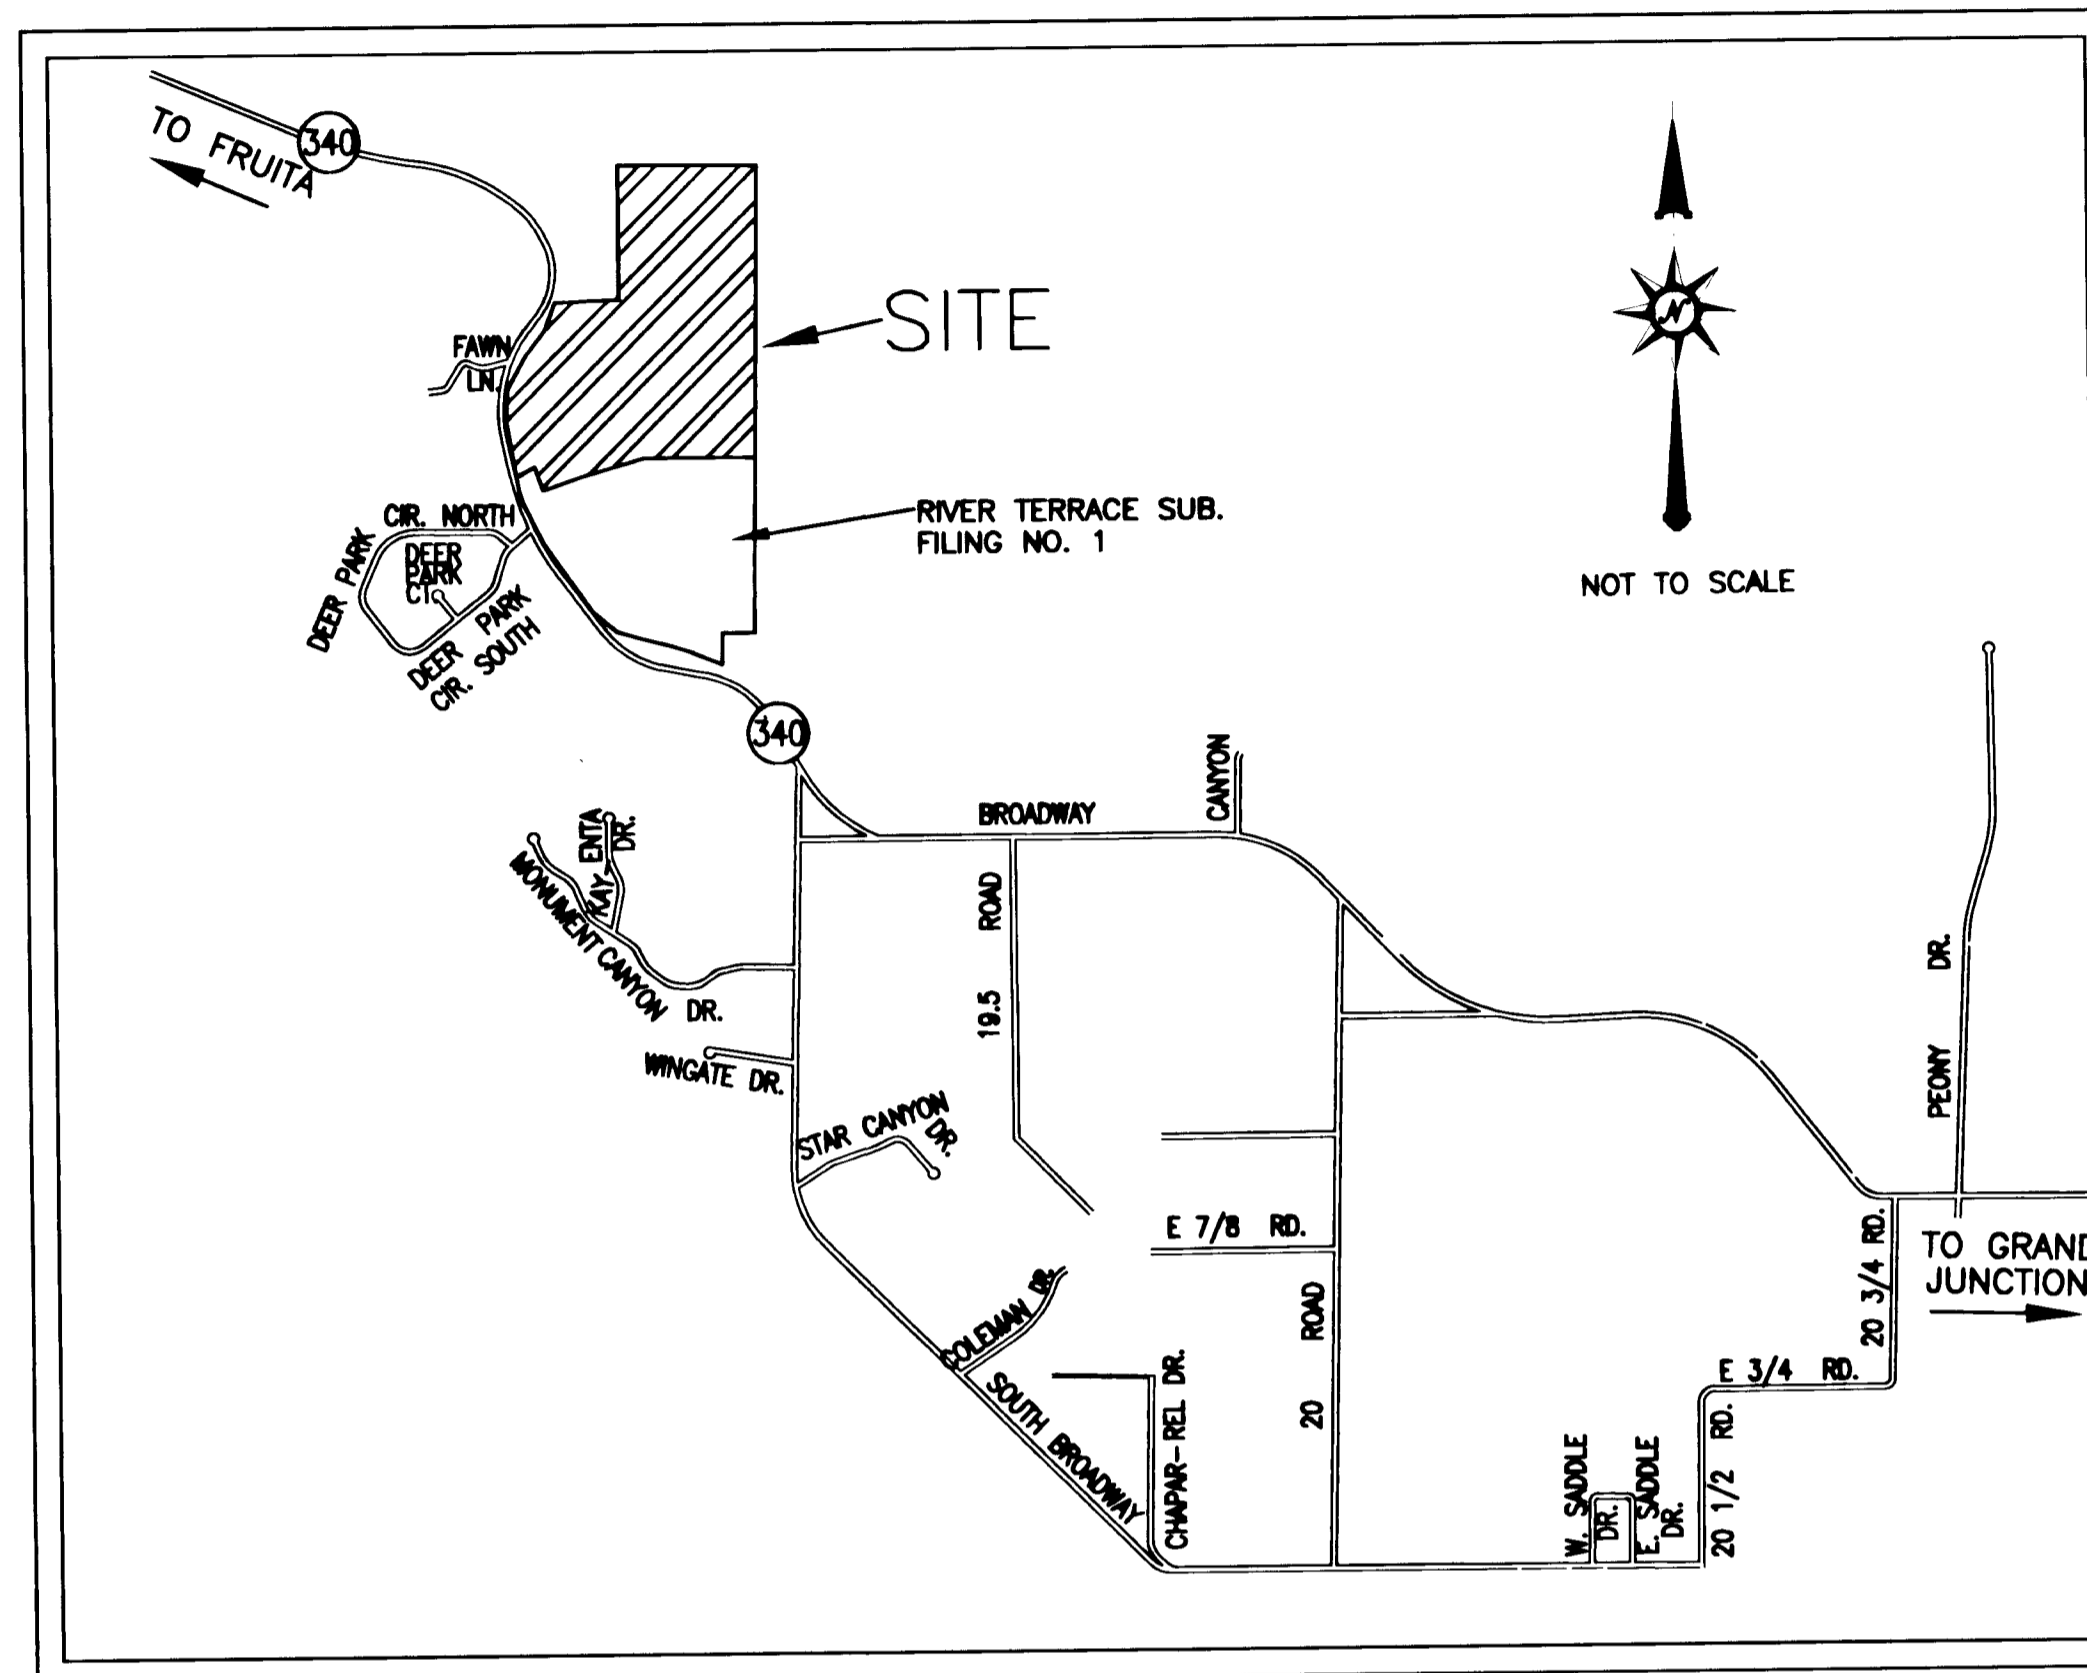 340
TO FRUITA
SITE
N
FAWN
LN.
RIVER TERRACE SUB.
FILING NO. 1
NOT TO SCALE
CIR. NORTH
DEER PARK
DEER
PARK
CT.
DEER PARK
CIR. SOUTH
340
BROADWAY
CANYON
KAY-ENTA
DR.
MONUMENT CANYON DR.
WINGATE DR.
STAR CANYON
DR.
19.5 ROAD
PEONY DR.
E 7/8 RD.
TO GRAND
JUNCTION
20 3/4 RD.
COLEMAN DR.
SOUTH BROADWAY
CHAPAR-REL DR.
20 ROAD
E 3/4 RD.
20 1/2 RD.
W. SADDLE
DR.
E. SADDLE
DR.